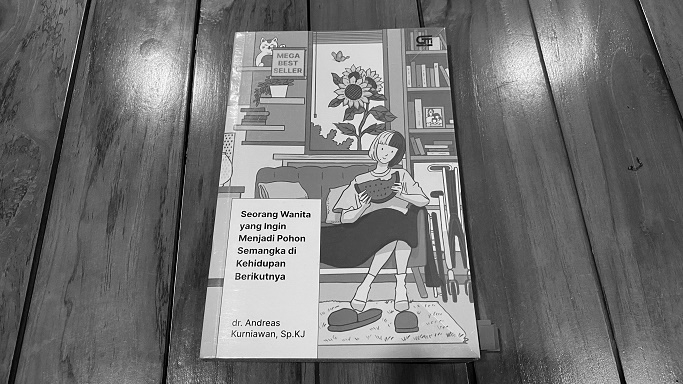 MEGA
BEST
SELLER
Seorang Wanita
yang Ingin
Menjadi Pohon
Semangka di
Kehidupan
Berikutnya
dr. Andreas
Kurniawan, Sp.KJ